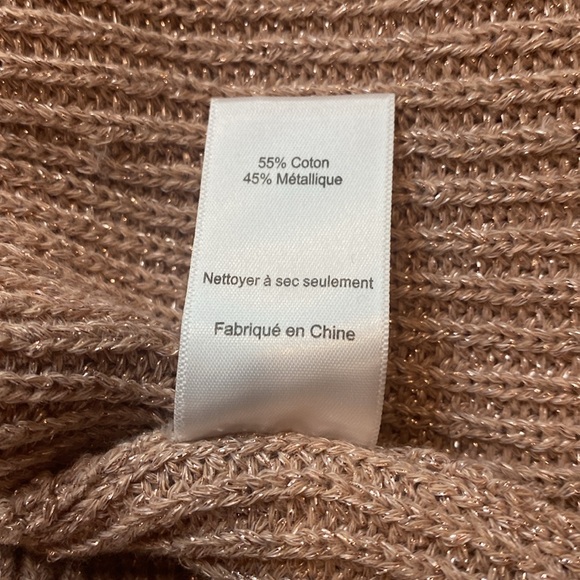 55% Coton
45% Métallique
Nettoyer à sec seulement
Fabriqué en Chine